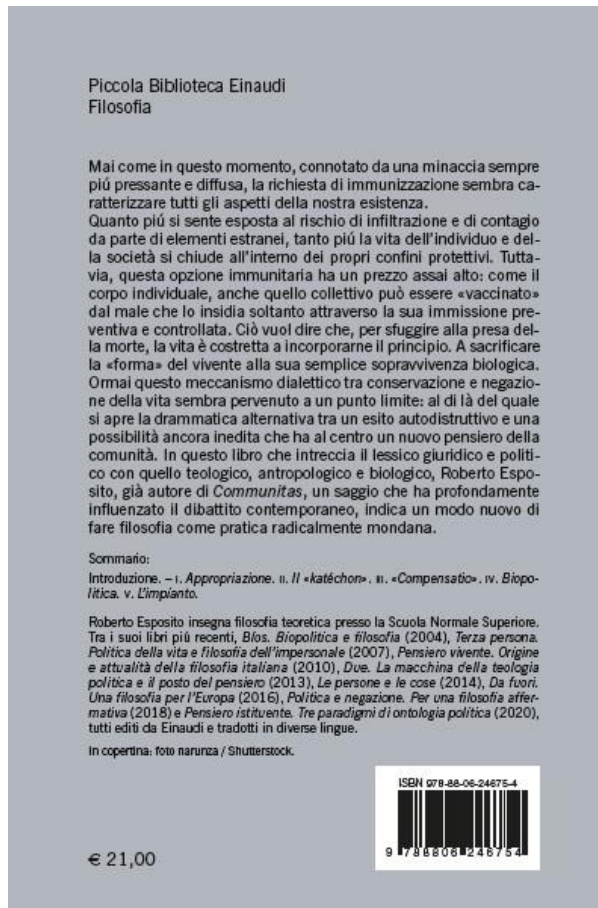 Piccola Biblioteca Einaudi
Filosofia
Mai come in questo momento, connotato da una minaccia sempre
piú pressante e diffusa, la richiesta di immunizzazione sembra ca-
ratterizzare tutti gli aspetti della nostra esistenza.
Quanto piú si sente esposta al rischio di infiltrazione e di contagio
da parte di elementi estranei, tanto piú la vita dell'individuo e del-
la società si chiude all'interno dei propri confini protettivi. Tutta-
via, questa opzione immunitaria ha un prezzo assai alto: come il
corpo individuale, anche quello collettivo può essere «vaccinato»
dal male che lo insidia soltanto attraverso la sua immissione pre-
ventiva e controllata. Ciò vuol dire che, per sfuggire alla presa del-
la morte, la vita è costretta a incorporarne il principio. A sacrificare
la «forma» del vivente alla sua semplice sopravvivenza biologica.
Ormai questo meccanismo dialettico tra conservazione e negazio-
ne della vita sembra pervenuto a un punto limite: al di là del quale
si apre la drammatica alternativa tra un esito autodistruttivo e una
possibilità ancora inedita che ha al centro un nuovo pensiero della
comunità. In questo libro che intreccia il lessico giuridico e politi-
co con quello teologico, antropologico e biologico, Roberto Espo-
sito, già autore di Communitas, un saggio che ha profondamente
influenzato il dibattito contemporaneo, indica un modo nuovo di
fare filosofia come pratica radicalmente mondana.
Sommario:
Introduzione. – I. Appropriazione. II. Il «katéchon». III. «Compensatio». IV. Biopo-
litica. V. L'impianto.
Roberto Esposito insegna filosofia teoretica presso la Scuola Normale Superiore.
Tra i suoi libri piú recenti, Bíos. Biopolitica e filosofia (2004), Terza persona.
Politica della vita e filosofia dell'impersonale (2007), Pensiero vivente. Origine
e attualità della filosofia italiana (2010), Due. La macchina della teologia
politica e il posto del pensiero (2013), Le persone e le cose (2014), Da fuori.
Una filosofia per l'Europa (2016), Politica e negazione. Per una filosofia affer-
mativa (2018) e Pensiero istituente. Tre paradigmi di ontologia politica (2020),
tutti editi da Einaudi e tradotti in diverse lingue.
In copertina: foto narunza / Shutterstock.
ISBN 978-88-06-24675-4
9 788806 246754
€ 21,00